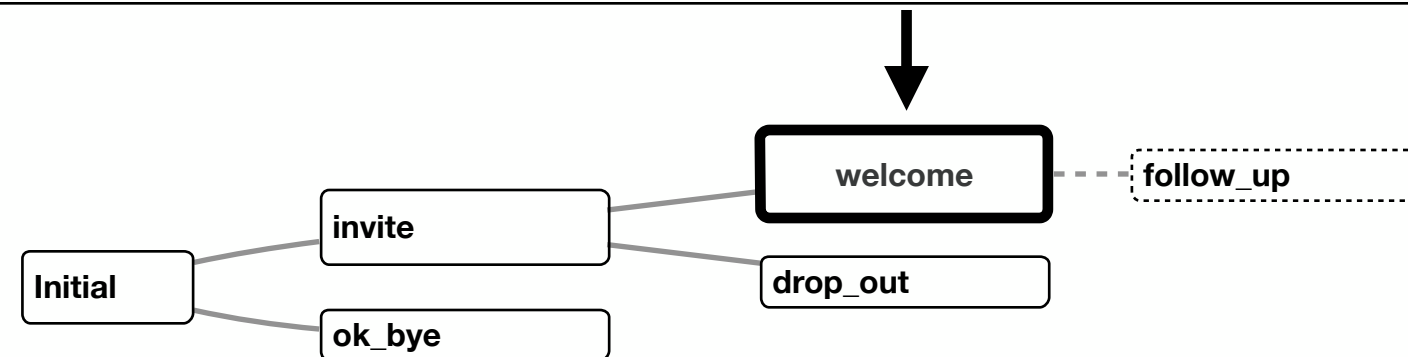 welcome
follow_up
invite
Initial
drop_out
ok_bye